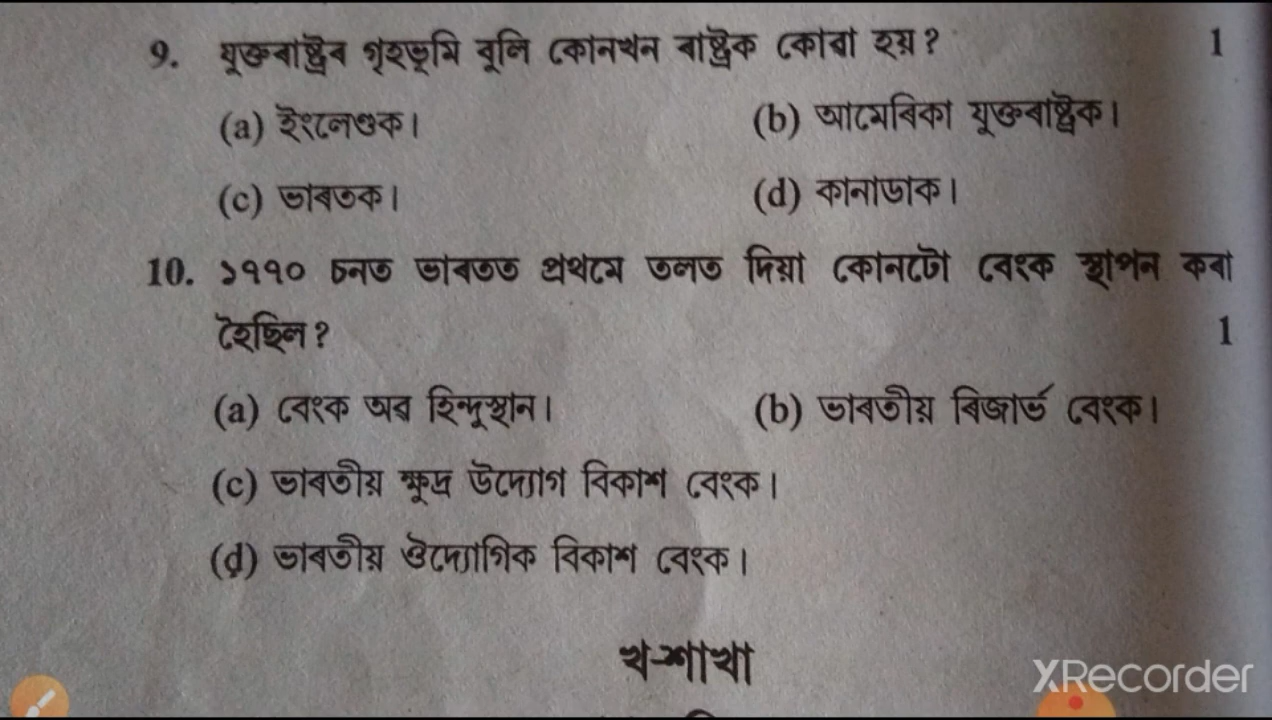 9. যুক্তৰাষ্ট্ৰৰ গৃহভূমি বুলি কোনখন ৰাষ্ট্ৰক কোৱা হয়? 1
(a) ইংলেণ্ডক। (b) আমেৰিকা যুক্তৰাষ্ট্ৰক।
(c) ভাৰতক। (d) কানাডাক।
10. ১৭৭০ চনত ভাৰতত প্ৰথমে তলত দিয়া কোনটো বেংক স্থাপন কৰা
হৈছিল? 1
(a) বেংক অৱ হিন্দুস্থান। (b) ভাৰতীয় ৰিজাৰ্ভ বেংক।
(c) ভাৰতীয় ক্ষুদ্ৰ উদ্যোগ বিকাশ বেংক।
(d) ভাৰতীয় ঔদ্যোগিক বিকাশ বেংক।
খ-শাখা
XRecorder